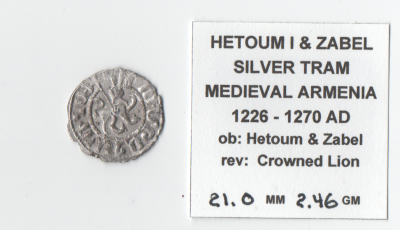 HETOUM I & ZABEL
SILVER TRAM
MEDIEVAL ARMENIA
1226 - 1270 AD
ob: Hetoum & Zabel
rev: Crowned Lion
21.0 MM 2.46 GM